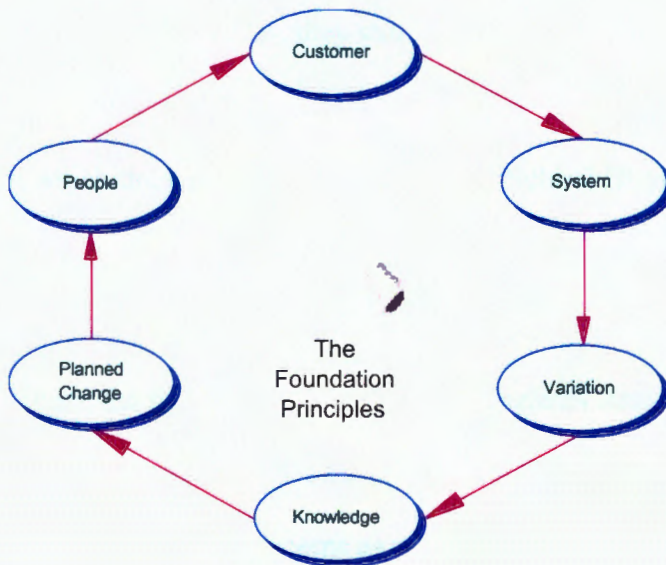 Customer
System
Variation
Knowledge
Planned
Change
People
The
Foundation
Principles